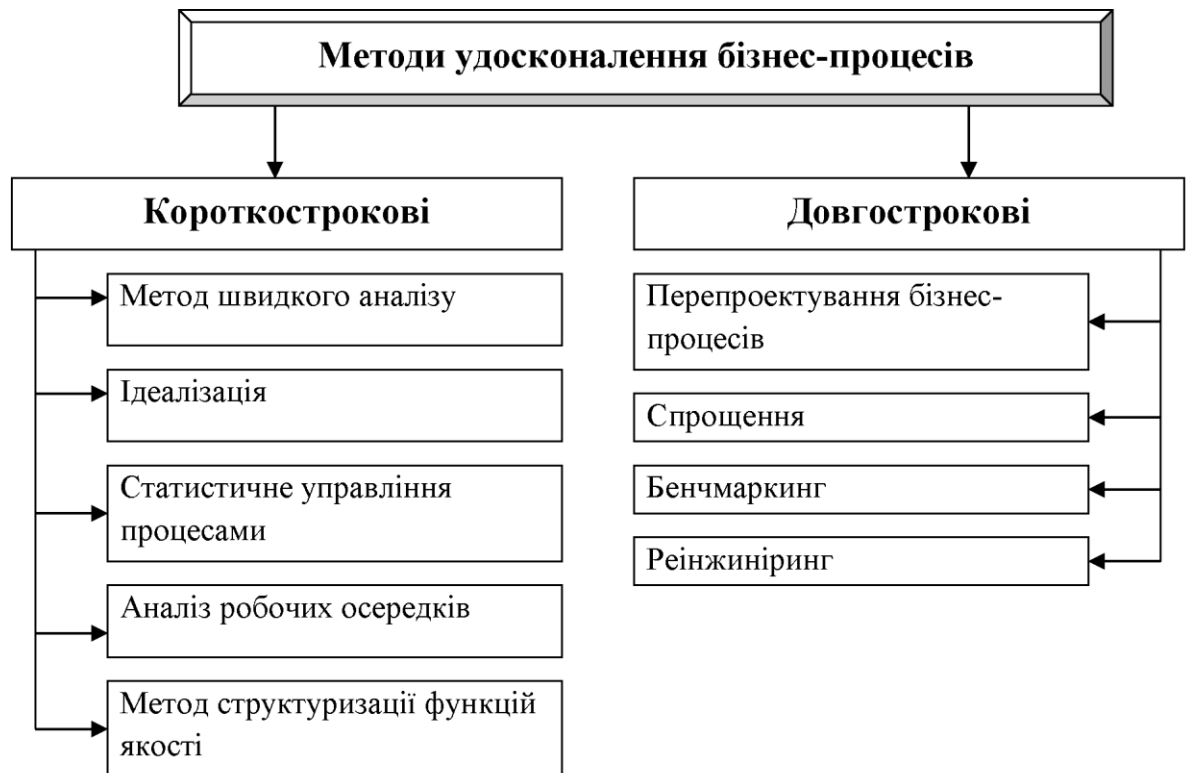 Методи удосконалення бізнес-процесів
Короткострокові
Метод швидкого аналізу
Ідеалізація
Статистичне управління
процесами
Аналіз робочих осередків
Метод структуризації функцій
якості
Довгострокові
Перепроектування бізнес-
процесів
Спрощення
Бенчмаркинг
Реінжиніринг